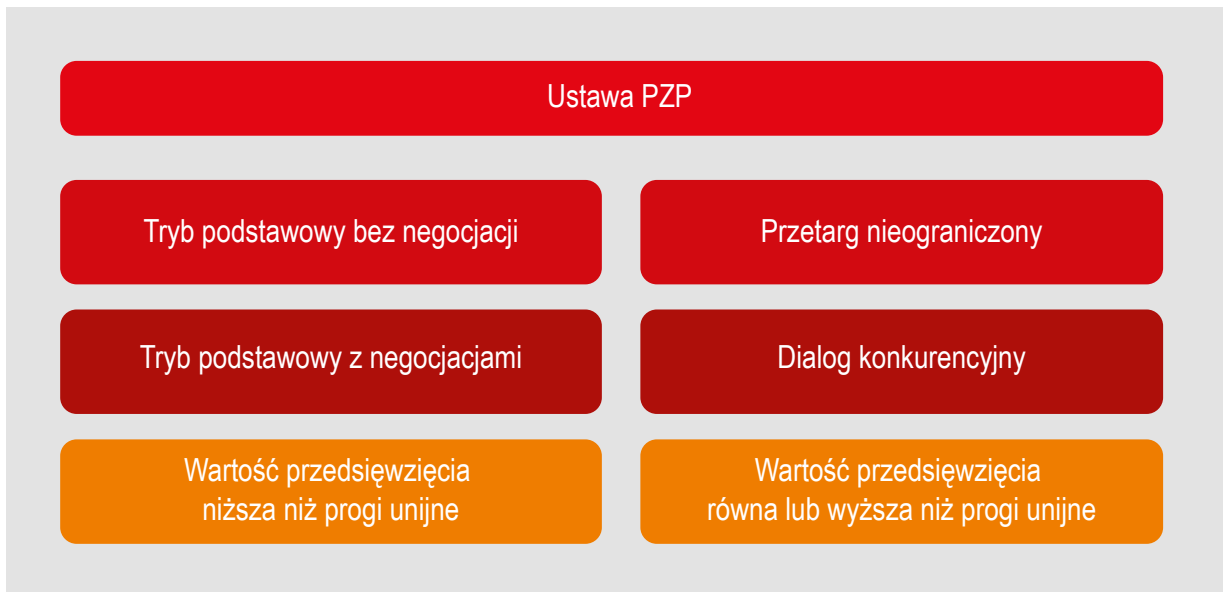 Ustawa PZP
Tryb podstawowy bez negocjacji
Przetarg nieograniczony
Tryb podstawowy z negocjacjami
Dialog konkurencyjny
Wartość przedsięwzięcia
niższa niż progi unijne
Wartość przedsięwzięcia
równa lub wyższa niż progi unijne